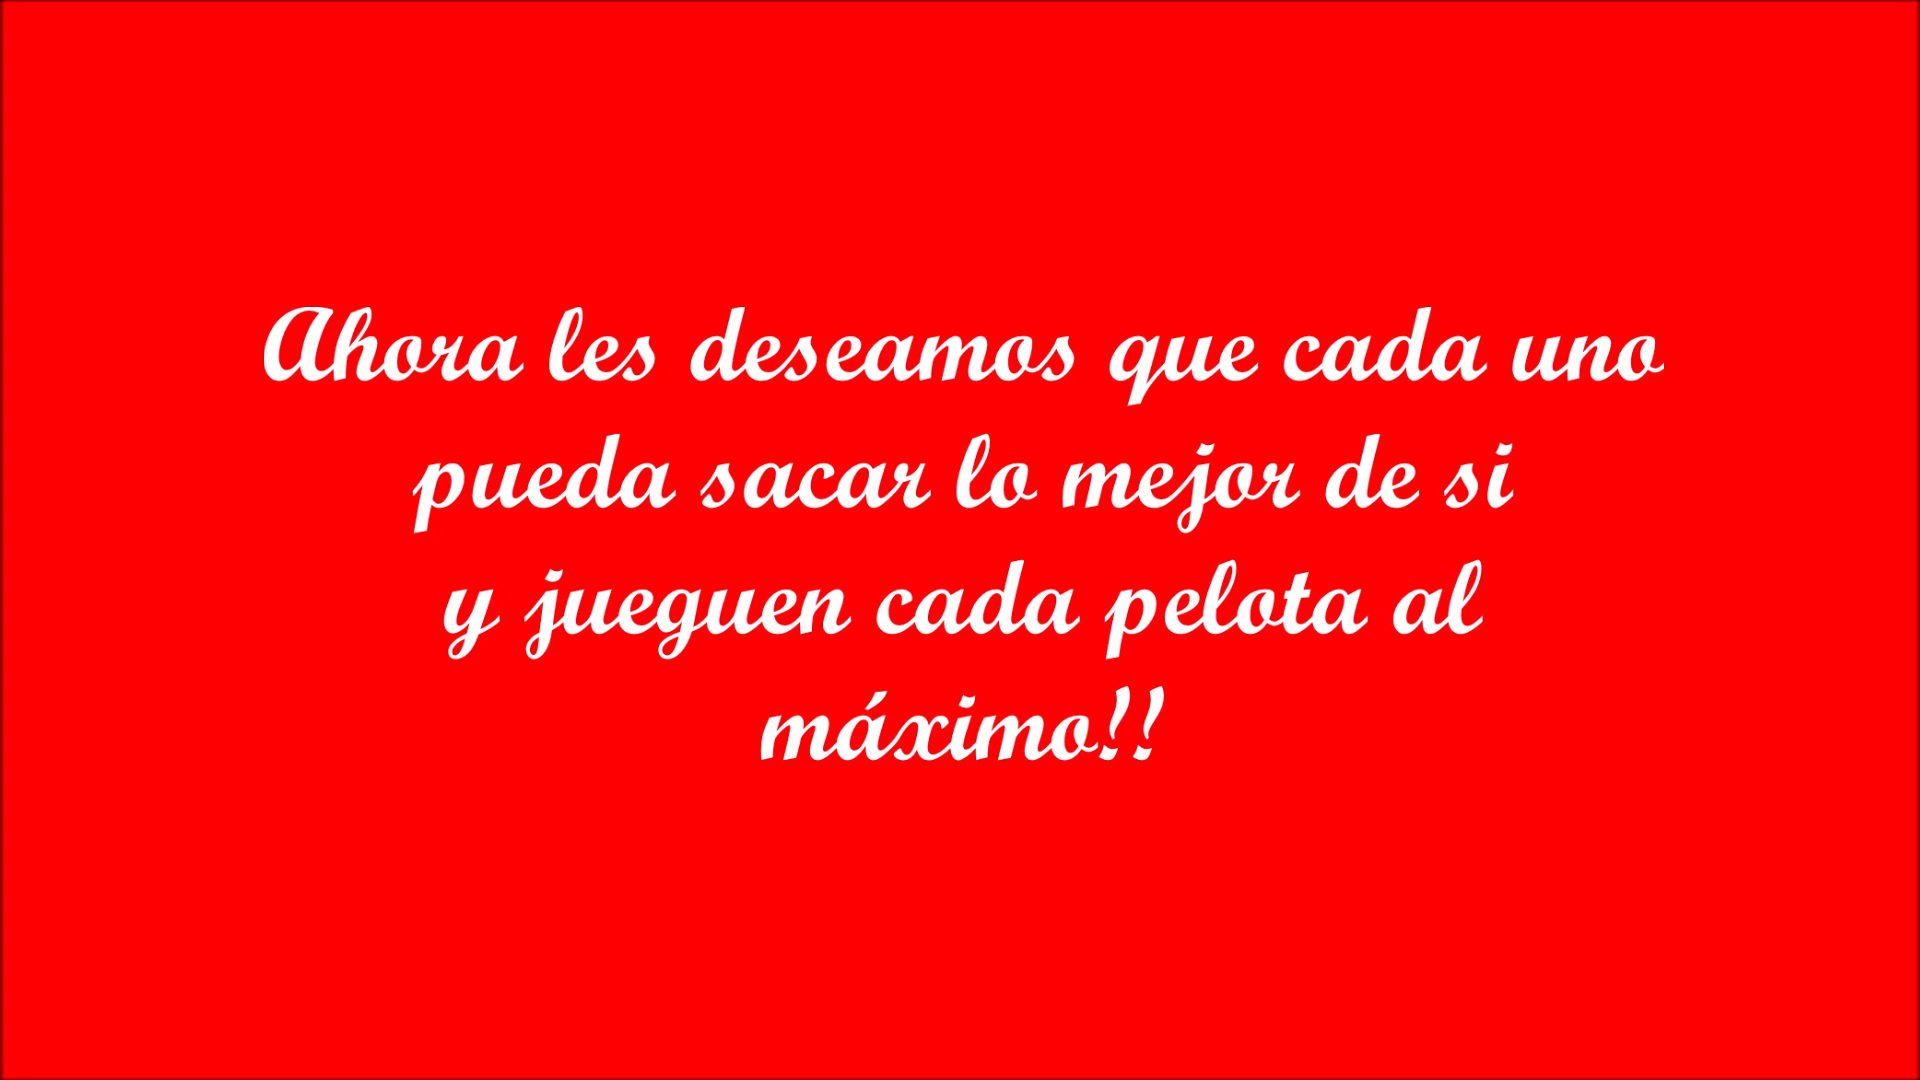 Ahora les deseamos que cada uno
pueda sacar lo mejor de si
y jueguen cada pelota al
máximo!!